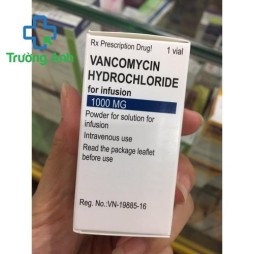 Trường Anh
Rx Prescription Drug! 1 vial
VANCOMYCIN
HYDROCHLORIDE
for infusion
1000 MG
Powder for solution for
infusion
Intravenous use
Read the package leaflet
before use
Reg. No.:VN-19885-16